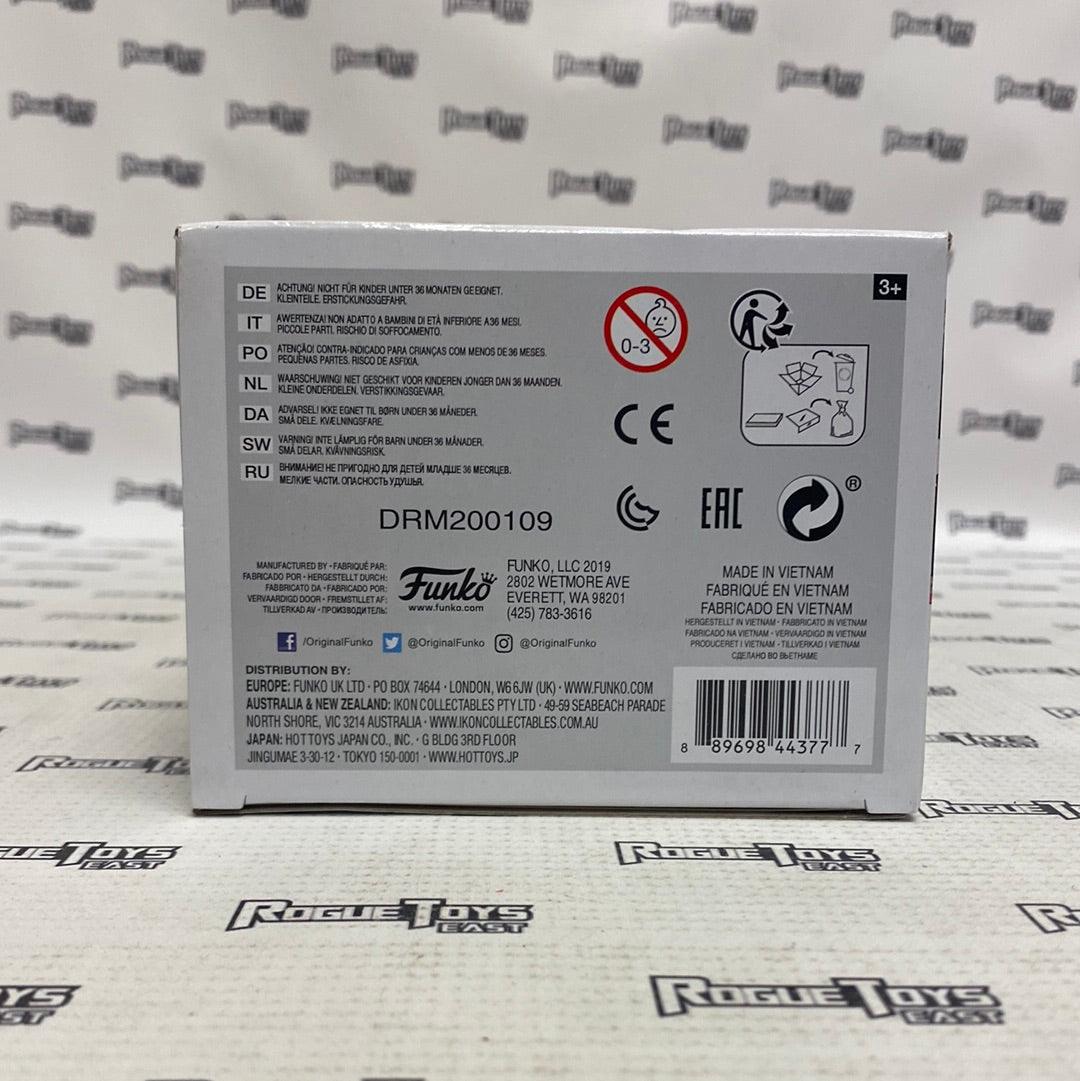 DE ACHTUNG! NICHT FÜR KINDER UNTER 36 MONATEN GEEIGNET.
KLEINTEILE. ERSTICKUNGSGEFAHR.
IT AWERTENZA! NON ADATTO A BAMBINI DI ETÀ INFERIORE A 36 MESI.
PICCOLE PARTI. RISCHIO DI SOFFOCAMENTO.
PO ATENÇÃO! CONTRA-INDICADO PARA CRIANÇAS COM MENOS DE 36 MESES.
PEQUENAS PARTES. RISCO DE ASFIXIA.
NL WAARSCHUWING! NIET GESCHIKT VOOR KINDEREN JONGER DAN 36 MAANDEN.
KLEINE ONDERDELEN. VERSTIKKINGSGEVAAR.
DA ADVARSEL! IKKE EGNET TIL BØRN UNDER 36 MÅNEDER.
SMÅ DELE. KVÆLNINGSFARE.
SW VARNING! INTE LÄMPLIG FÖR BARN UNDER 36 MÅNADER.
SMÅ DELAR. KVÄVNINGSRISK.
RU ВНИМАНИЕ! НЕ ПРИГОДНО ДЛЯ ДЕТЕЙ МЛАДШЕ 36 МЕСЯЦЕВ.
МЕЛКИЕ ЧАСТИ. ОПАСНОСТЬ УДУШЬЯ.
3+
0-3
CE
EAC
®
DRM200109
MANUFACTURED BY • FABRIQUÉ PAR:
FABRICADO POR • HERGESTELLT DURCH:
FABBRICATO DA • FABRICADO POR:
VERVAARDIGD DOOR • FREMSTILLET AF:
TILLVERKAD AV • ПРОИЗВОДИТЕЛЬ:
Funko
www.funko.com
FUNKO, LLC 2019
2802 WETMORE AVE
EVERETT, WA 98201
(425) 783-3616
MADE IN VIETNAM
FABRIQUÉ EN VIETNAM
FABRICADO EN VIETNAM
HERGESTELLT IN VIETNAM • FABBRICATO IN VIETNAM
FABRICADO NA VIETNAM • VERVAARDIGD IN VIETNAM
PRODUCERET I VIETNAM • TILLVERKAD I VIETNAM
СДЕЛАНО ВО ВЬЕТНАМЕ
/OriginalFunko @OriginalFunko @OriginalFunko
DISTRIBUTION BY:
EUROPE: FUNKO UK LTD • PO BOX 74644 • LONDON, W6 6JW (UK) • WWW.FUNKO.COM
AUSTRALIA & NEW ZEALAND: IKON COLLECTABLES PTY LTD • 49-59 SEABEACH PARADE
NORTH SHORE, VIC 3214 AUSTRALIA • WWW.IKONCOLLECTABLES.COM.AU
JAPAN: HOT TOYS JAPAN CO., INC. • G BLDG 3RD FLOOR
JINGUMAE 3-30-12 • TOKYO 150-0001 • WWW.HOTTOYS.JP
8 89698 44377 7
ROGUE TOYS
EAST
ROGUE TOYS
EAST
ROGUE TOYS
EAST
ROGUE TOYS
EAST